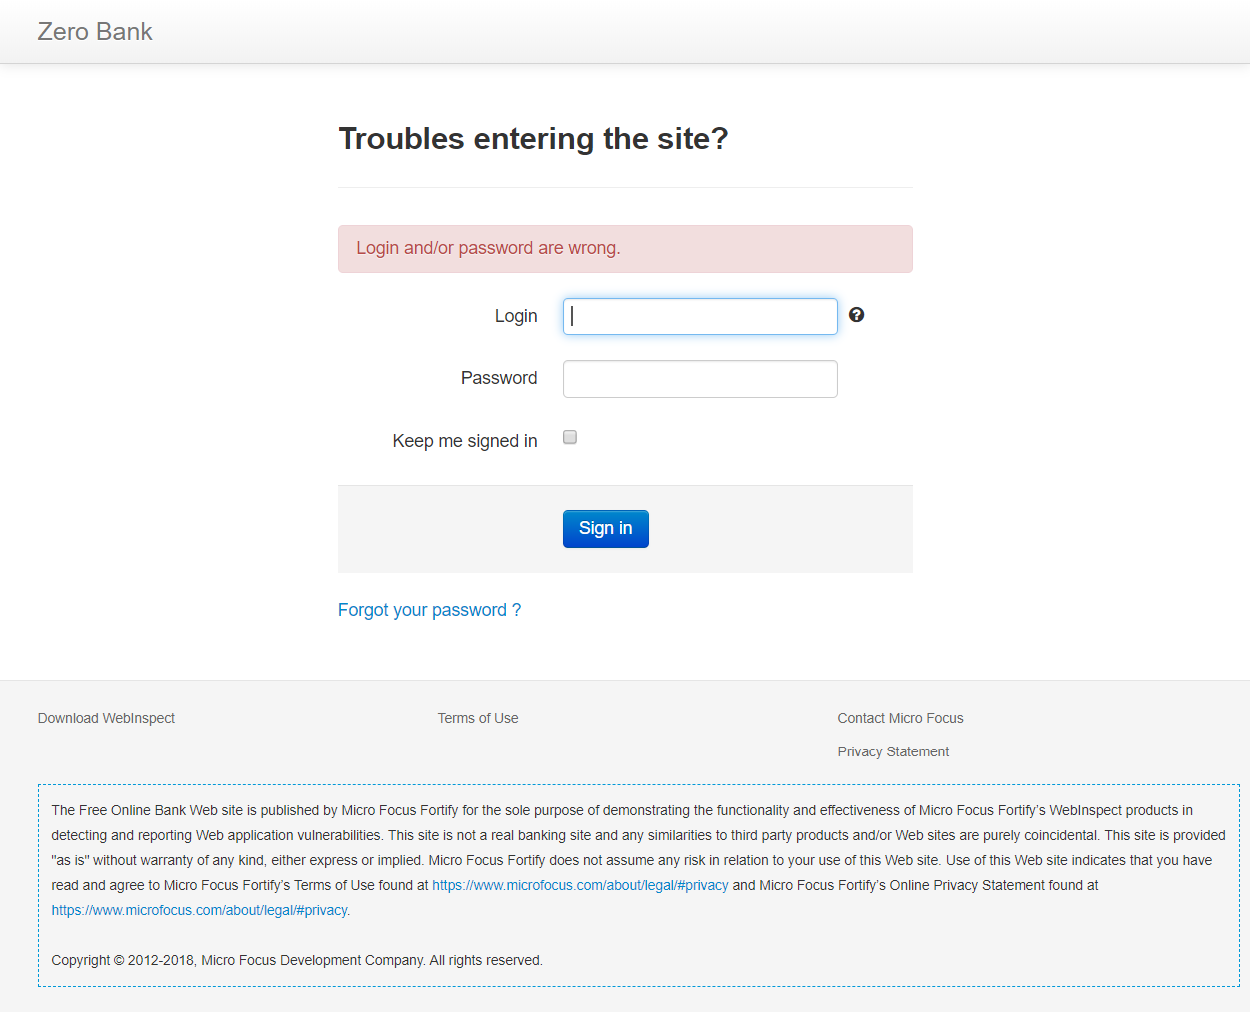 Zero Bank
Troubles entering the site?
Login and/or password are wrong.
Login
Password
Keep me signed in
Sign in
Forgot your password ?
Download WebInspect
Terms of Use
Contact Micro Focus
Privacy Statement
The Free Online Bank Web site is published by Micro Focus Fortify for the sole purpose of demonstrating the functionality and effectiveness of Micro Focus Fortify’s WebInspect products in
detecting and reporting Web application vulnerabilities. This site is not a real banking site and any similarities to third party products and/or Web sites are purely coincidental. This site is provided
"as is" without warranty of any kind, either express or implied. Micro Focus Fortify does not assume any risk in relation to your use of this Web site. Use of this Web site indicates that you have
read and agree to Micro Focus Fortify’s Terms of Use found at https://www.microfocus.com/about/legal/#privacy and Micro Focus Fortify’s Online Privacy Statement found at
https://www.microfocus.com/about/legal/#privacy.
Copyright © 2012-2018, Micro Focus Development Company. All rights reserved.